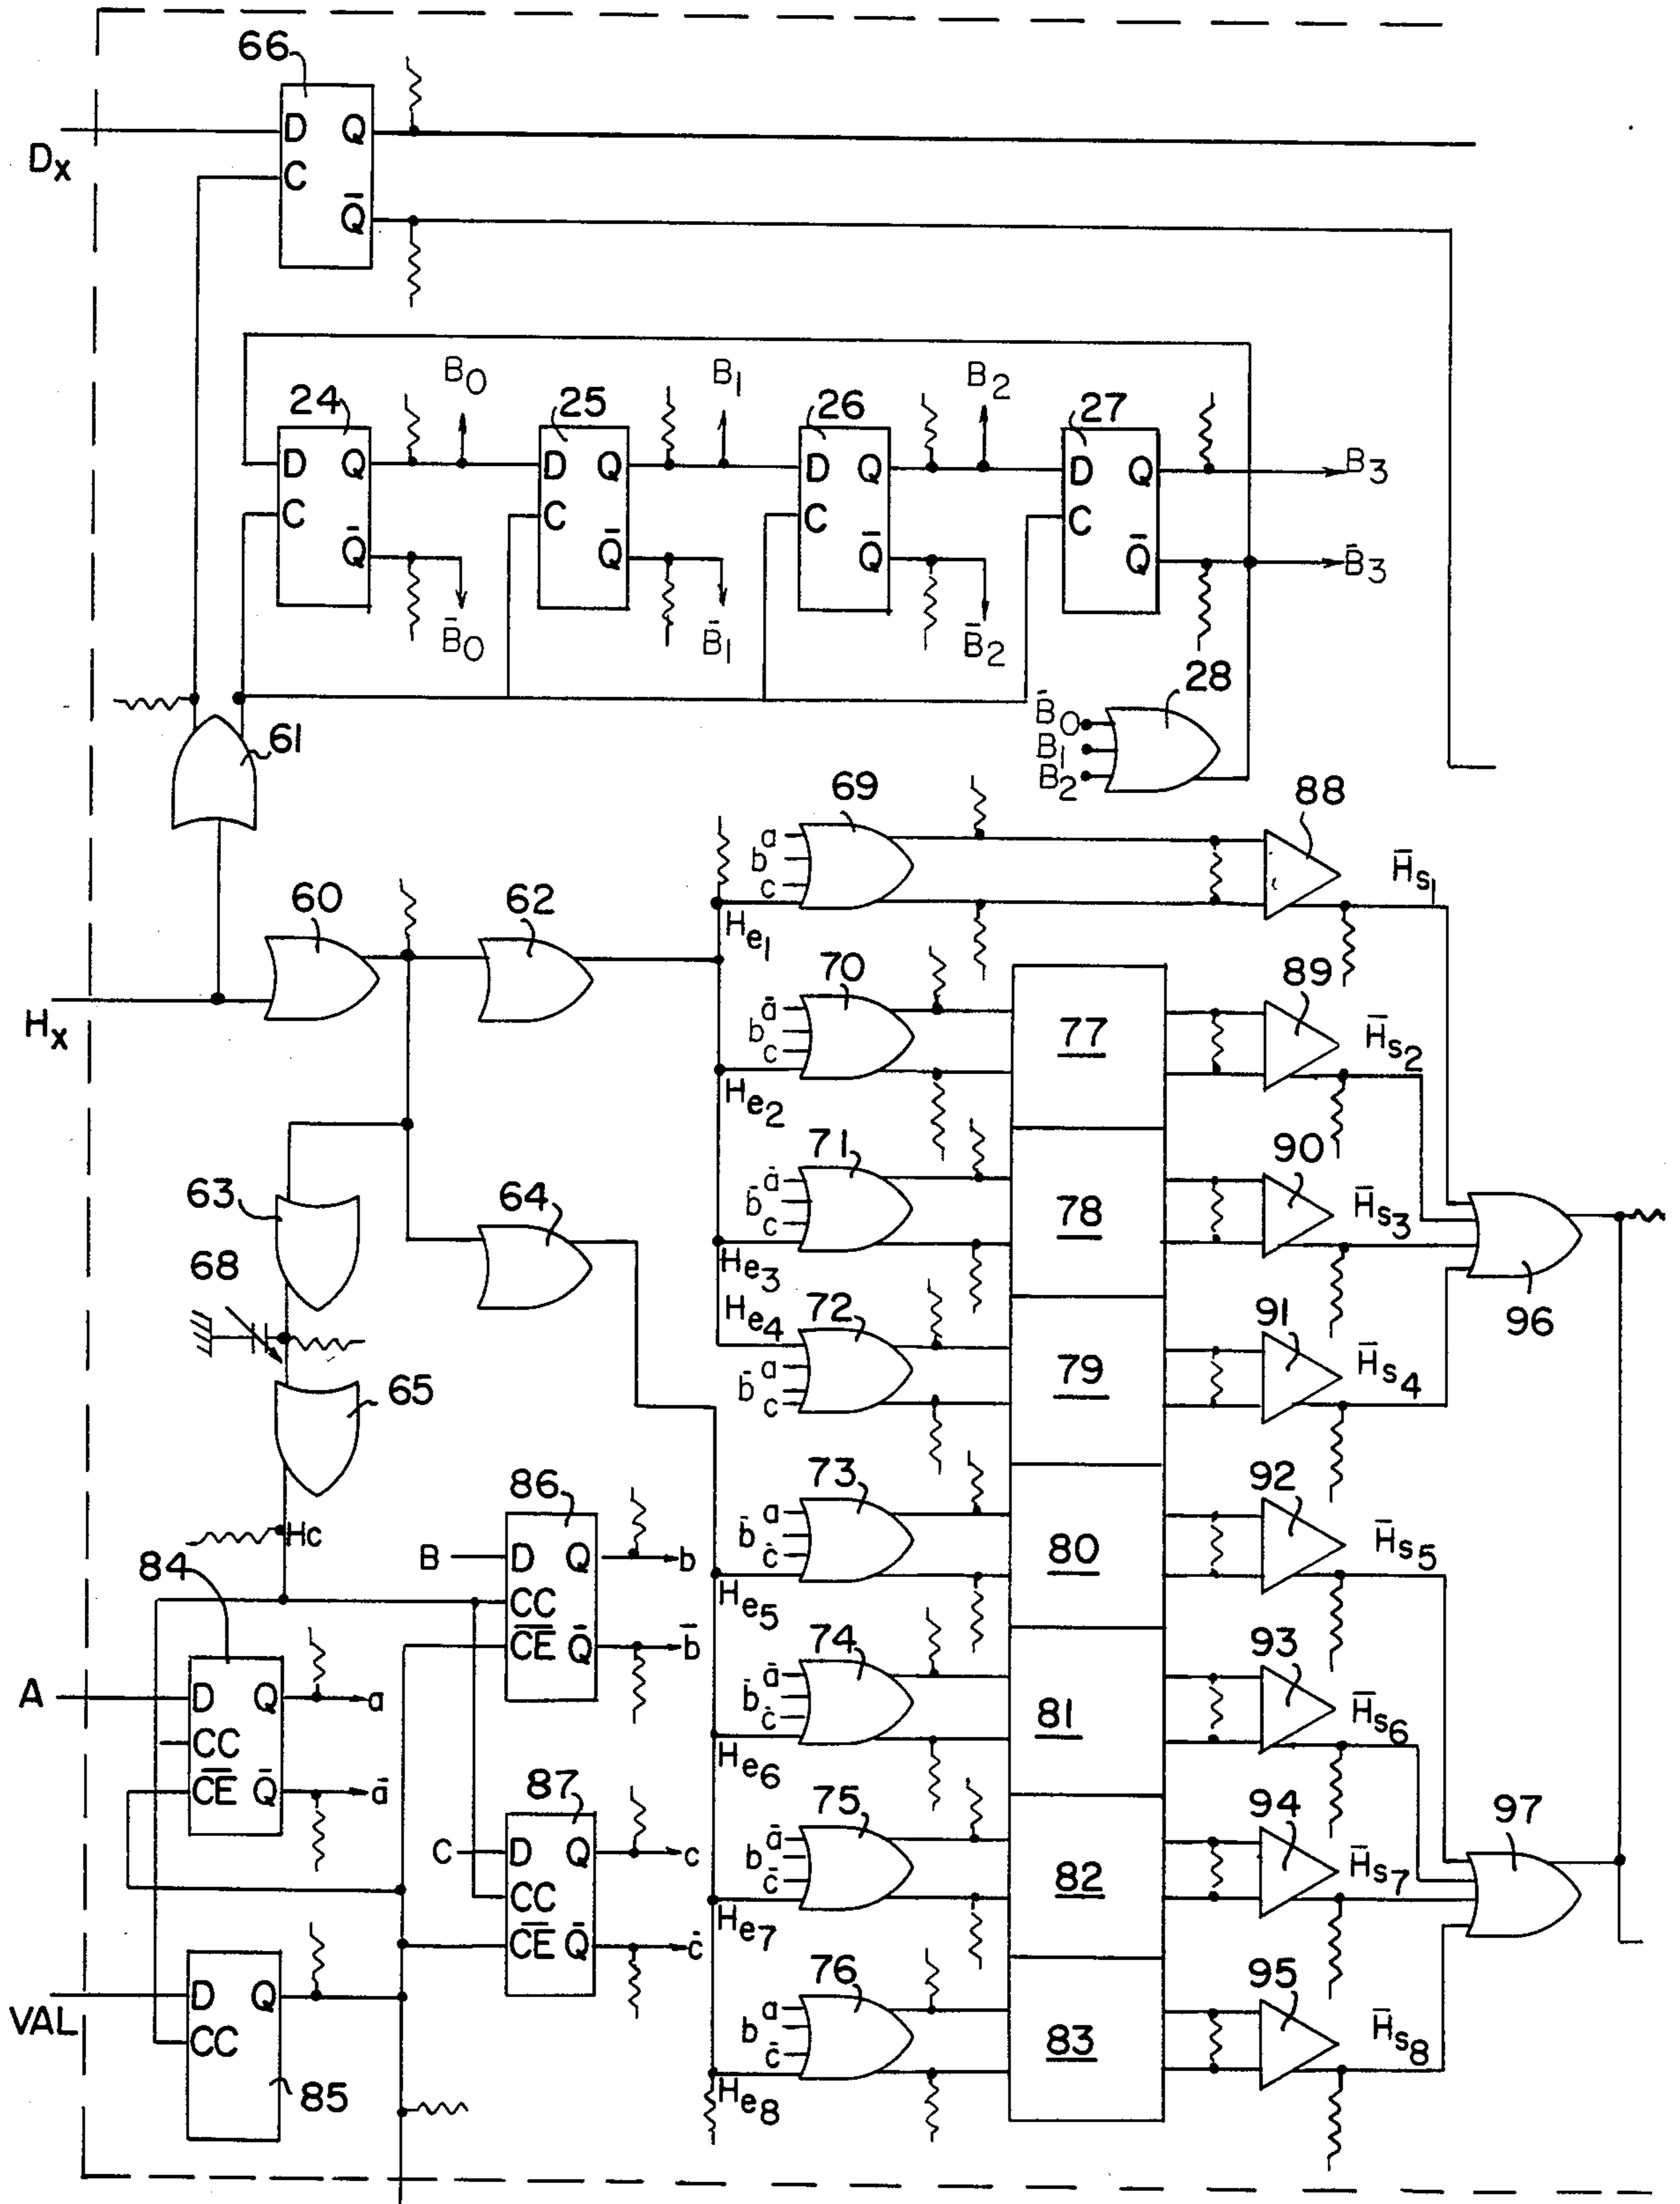 66
D Q
Dx
C
Q̄
B0 B1 B2
24 25 26 27
D Q D Q D Q D Q B3
C C C C
Q̄ Q̄ Q̄ Q̄ B̄3
B̄0 B̄1 B̄2
28
B̄0
B1
B2
61
69 88
a
b
c
H̄s1
He1
60 62
70 89
ā
b
c
77
H̄s2
Hx
He2
71 90
ā
b̄
c
78
H̄s3
He3
63 64
96
68
He4
72 91
a
b̄
c
79
H̄s4
65
73 92
a
b̄
c̄
80
H̄s5
He5
Hc
86
B D Q b
CC
CE Q̄ b̄
84
A D Q a
CC
CE Q̄ ā
74 93
ā
b̄
c̄
81
H̄s6
He6
87
C D Q c
CC
CE Q̄ c̄
75 94
ā
b
c̄
82
H̄s7
He7
97
VAL D Q
CC
85
76 95
a
b
c̄
83
H̄s8
He8